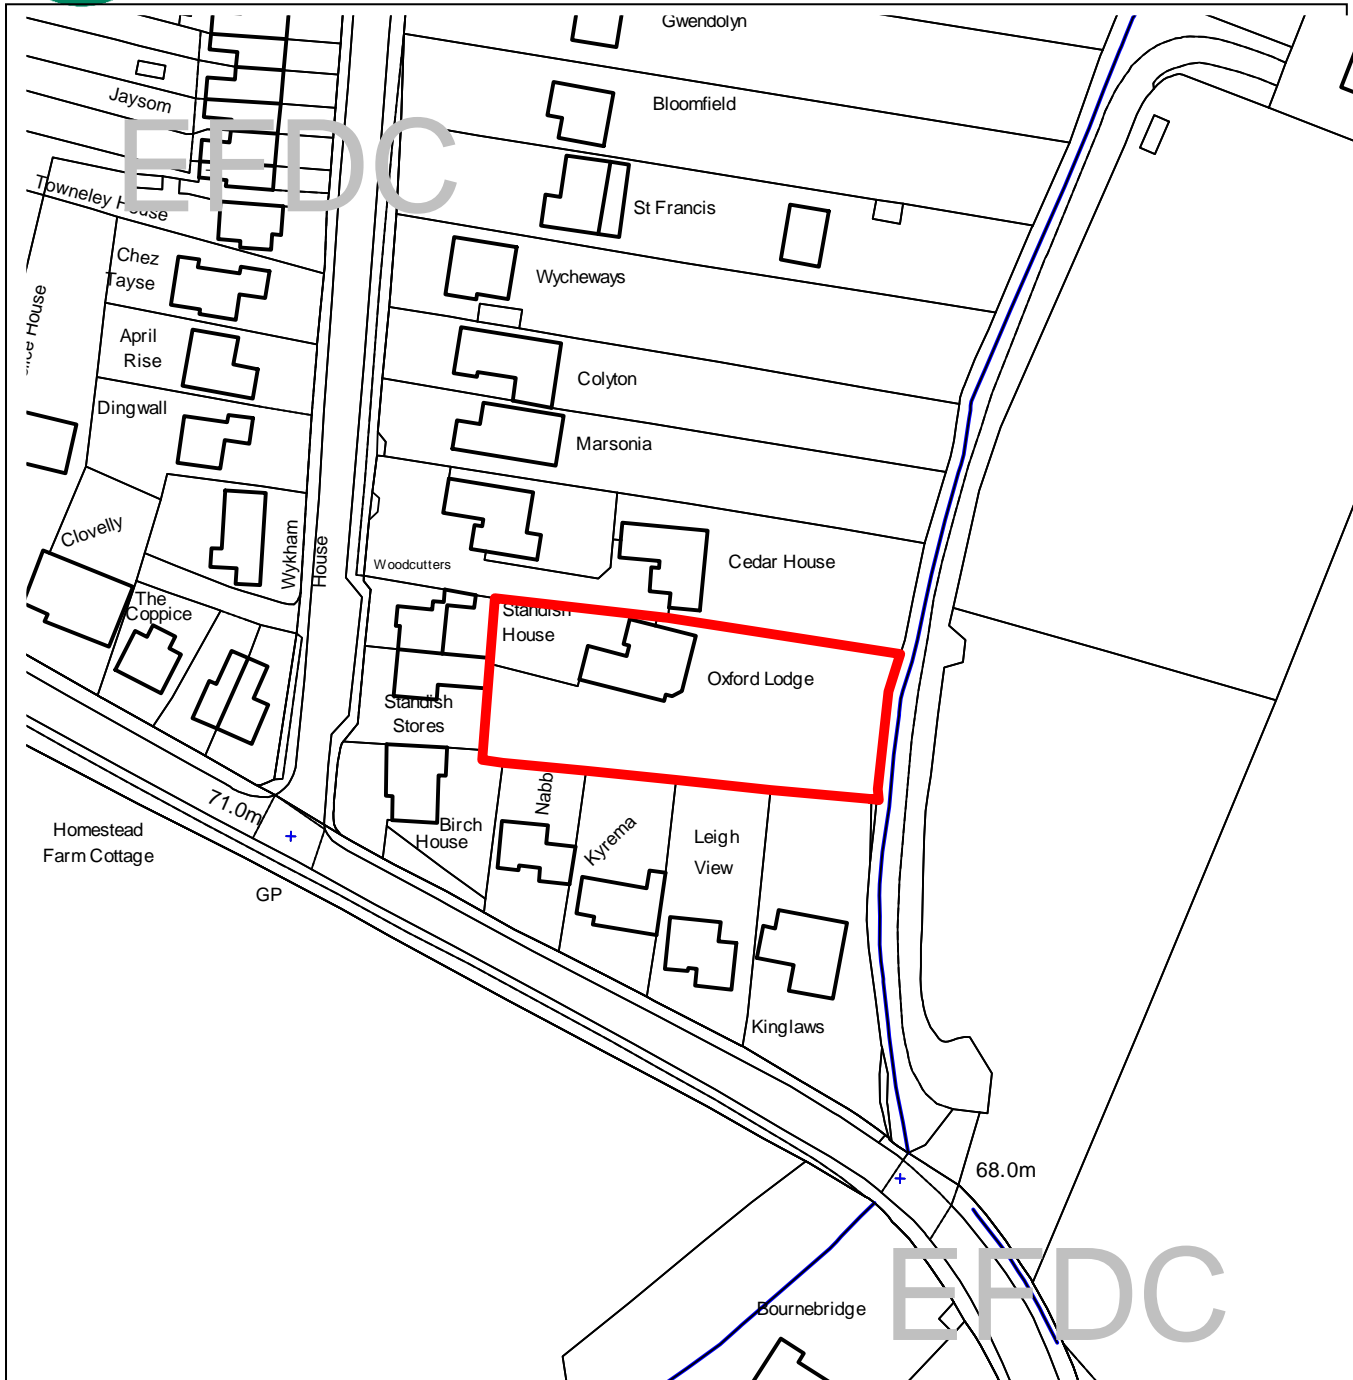 Gwendolyn
Jaysom
Bloomfield
EFDC
Towneley House
St Francis
Chez
Tayse
Wycheways
House
April
Rise
Colyton
Dingwall
Marsonia
Clovelly
Wykham
House
Woodcutters
Cedar House
The
Coppice
Standish
House
Oxford Lodge
Standish
Stores
71.0m
Nabb
Homestead
Farm Cottage
Birch
House
Kyrema
Leigh
View
GP
Kinglaws
68.0m
EFDC
Bournebridge